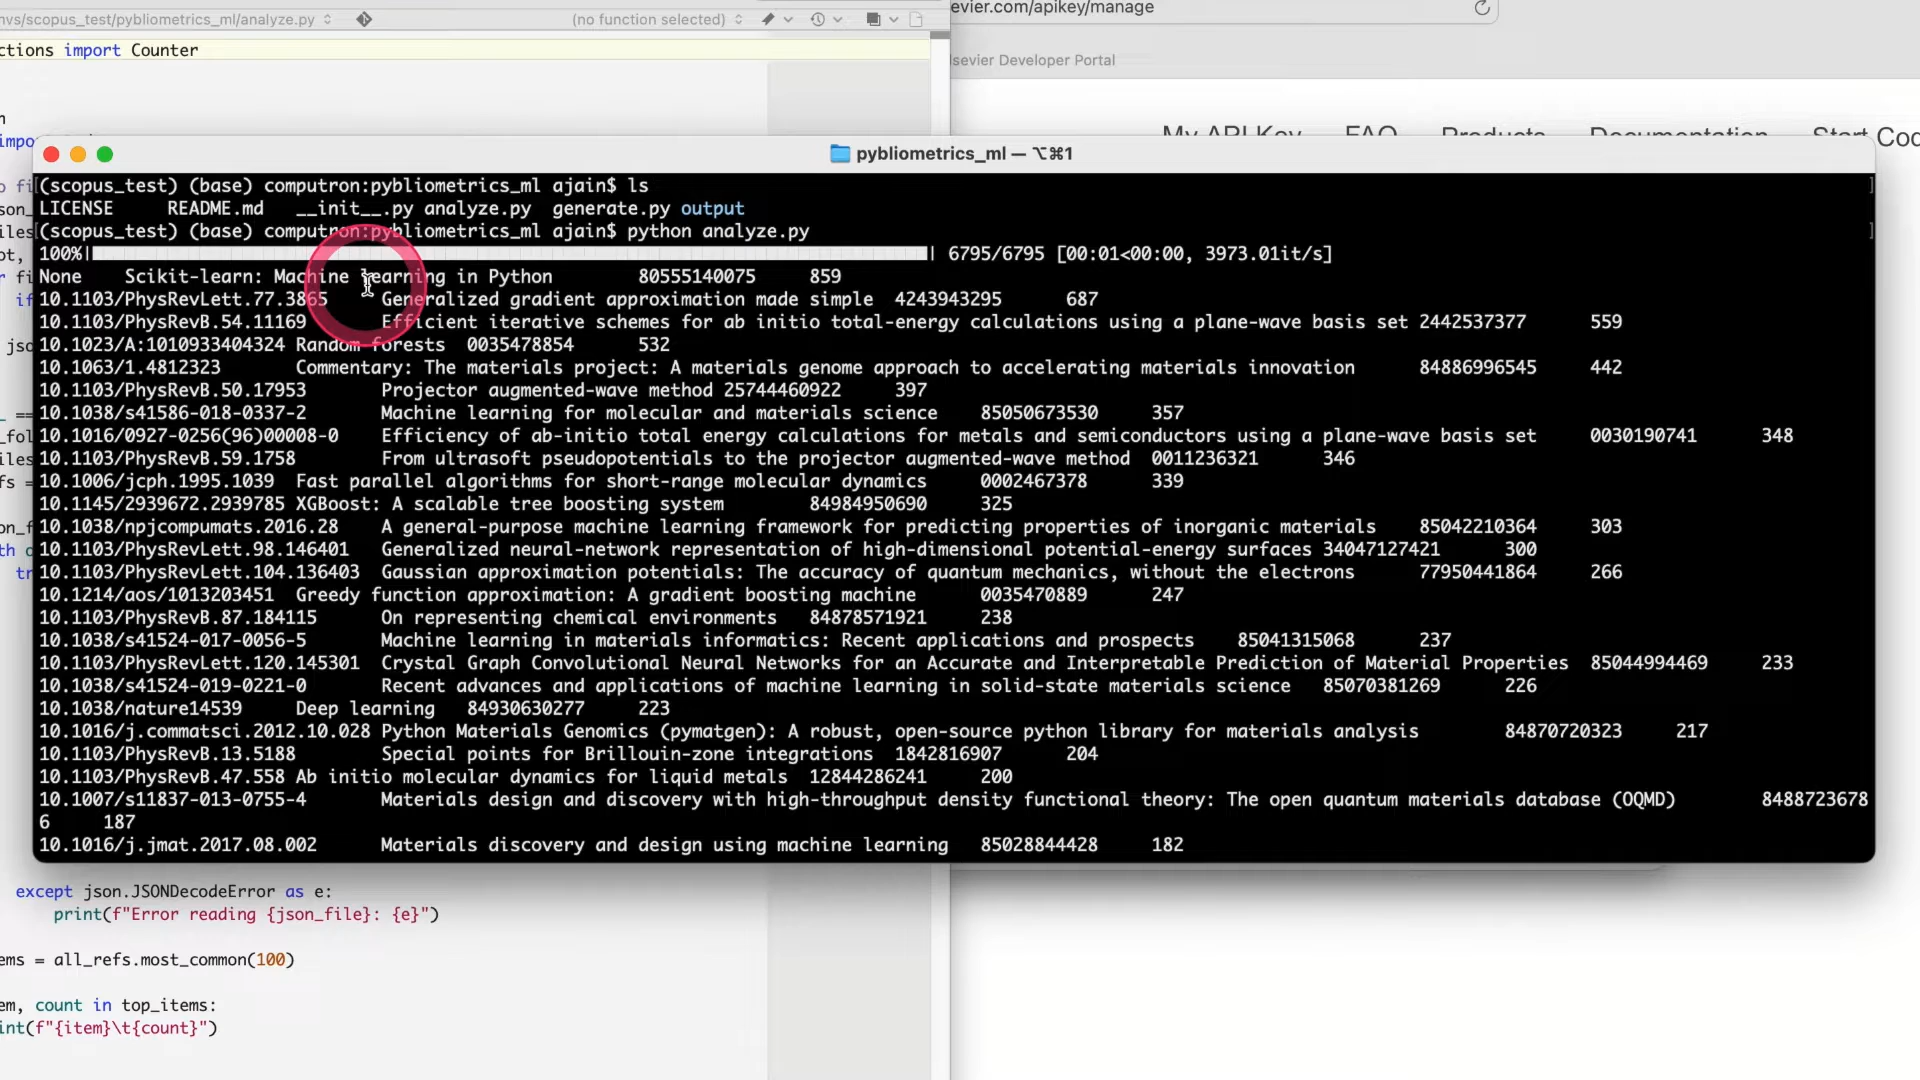 nvs/scopus_test/pybliometrics_ml/analyze.py
(no function selected)
evier.com/apikey/manage
sevier Developer Portal
ctions import Counter
My API Key FAQ Products Documentation Start Coc
pybliometrics_ml — ⌥⌘1
(scopus_test) (base) computron:pybliometrics_ml ajain$ ls
LICENSE README.md __init__.py analyze.py generate.py output
(scopus_test) (base) computron:pybliometrics_ml ajain$ python analyze.py
100%| | 6795/6795 [00:01<00:00, 3973.01it/s]
None Scikit-learn: Machine learning in Python 80555140075 859
10.1103/PhysRevLett.77.3865 Generalized gradient approximation made simple 4243943295 687
10.1103/PhysRevB.54.11169 Efficient iterative schemes for ab initio total-energy calculations using a plane-wave basis set 2442537377 559
10.1023/A:1010933404324 Random forests 0035478854 532
10.1063/1.4812323 Commentary: The materials project: A materials genome approach to accelerating materials innovation 84886996545 442
10.1103/PhysRevB.50.17953 Projector augmented-wave method 25744460922 397
10.1038/s41586-018-0337-2 Machine learning for molecular and materials science 85050673530 357
10.1016/0927-0256(96)00008-0 Efficiency of ab-initio total energy calculations for metals and semiconductors using a plane-wave basis set 0030190741 348
10.1103/PhysRevB.59.1758 From ultrasoft pseudopotentials to the projector augmented-wave method 0011236321 346
10.1006/jcph.1995.1039 Fast parallel algorithms for short-range molecular dynamics 0002467378 339
10.1145/2939672.2939785 XGBoost: A scalable tree boosting system 84984950690 325
10.1038/npjcompumats.2016.28 A general-purpose machine learning framework for predicting properties of inorganic materials 85042210364 303
10.1103/PhysRevLett.98.146401 Generalized neural-network representation of high-dimensional potential-energy surfaces 34047127421 300
10.1103/PhysRevLett.104.136403 Gaussian approximation potentials: The accuracy of quantum mechanics, without the electrons 77950441864 266
10.1214/aos/1013203451 Greedy function approximation: A gradient boosting machine 0035470889 247
10.1103/PhysRevB.87.184115 On representing chemical environments 84878571921 238
10.1038/s41524-017-0056-5 Machine learning in materials informatics: Recent applications and prospects 85041315068 237
10.1103/PhysRevLett.120.145301 Crystal Graph Convolutional Neural Networks for an Accurate and Interpretable Prediction of Material Properties 85044994469 233
10.1038/s41524-019-0221-0 Recent advances and applications of machine learning in solid-state materials science 85070381269 226
10.1038/nature14539 Deep learning 84930630277 223
10.1016/j.commatsci.2012.10.028 Python Materials Genomics (pymatgen): A robust, open-source python library for materials analysis 84870720323 217
10.1103/PhysRevB.13.5188 Special points for Brillouin-zone integrations 1842816907 204
10.1103/PhysRevB.47.558 Ab initio molecular dynamics for liquid metals 12844286241 200
10.1007/s11837-013-0755-4 Materials design and discovery with high-throughput density functional theory: The open quantum materials database (OQMD) 8488723678
6 187
10.1016/j.jmat.2017.08.002 Materials discovery and design using machine learning 85028844428 182
except json.JSONDecodeError as e:
print(f"Error reading {json_file}: {e}")
ems = all_refs.most_common(100)
em, count in top_items:
int(f"{item}\t{count}")